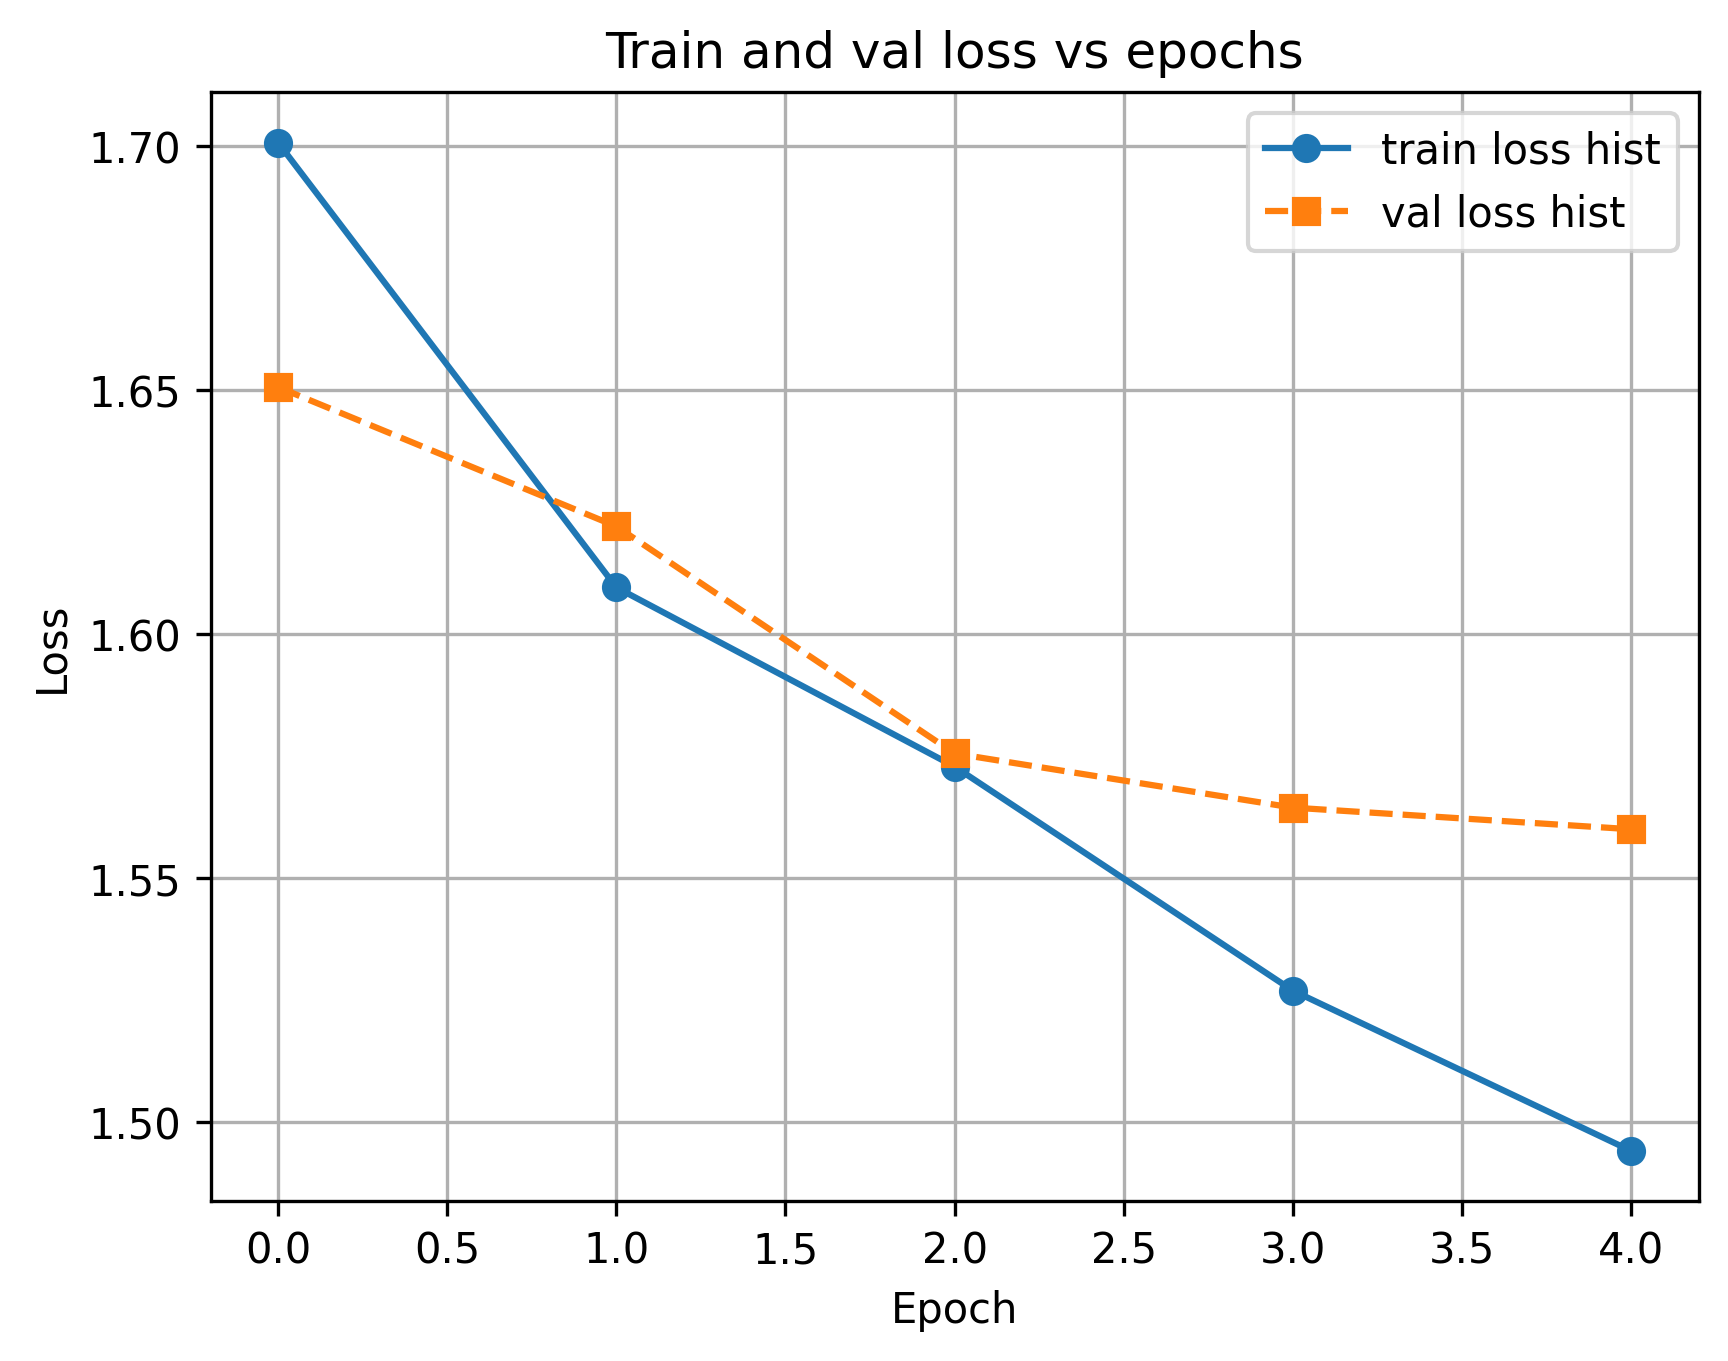 Train and val loss vs epochs
train loss hist
val loss hist
1.70
1.65
1.60
1.55
1.50
Loss
0.0 0.5 1.0 1.5 2.0 2.5 3.0 3.5 4.0
Epoch